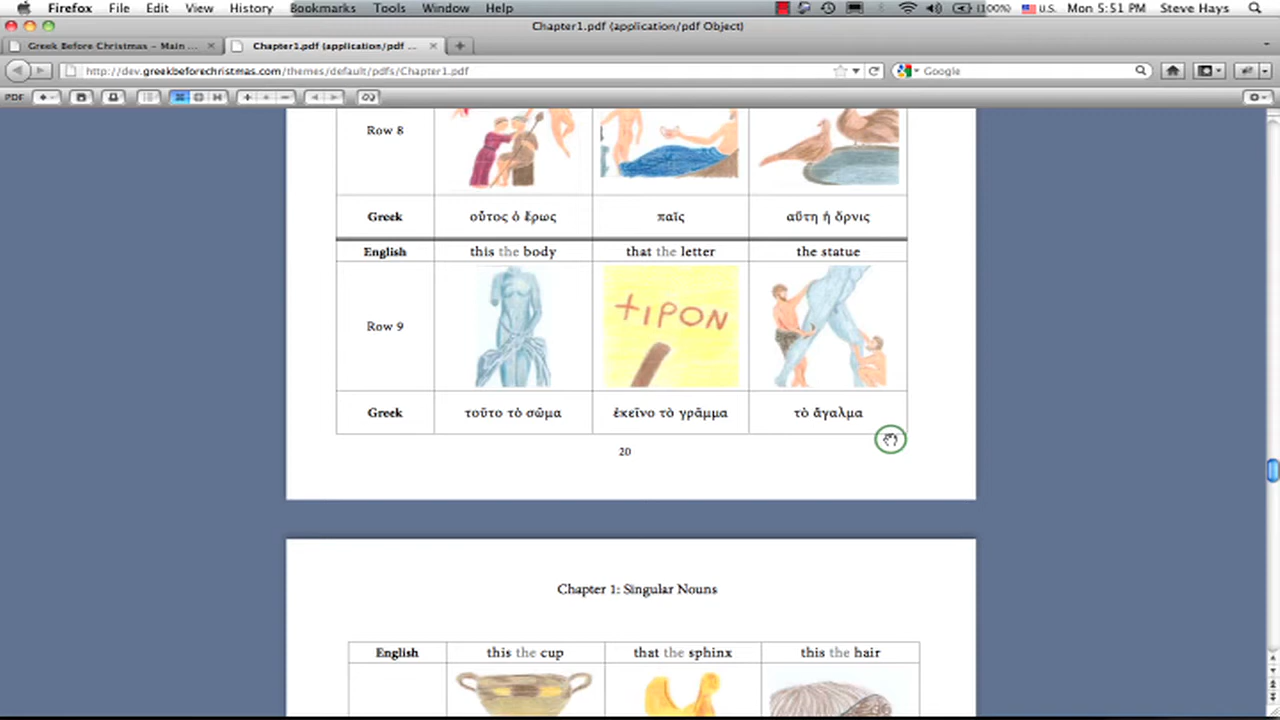 Firefox File Edit View History Bookmarks Tools Window Help (100%) U.S. Mon 5:51 PM Steve Hays
Chapter1.pdf (application/pdf Object)
Greek Before Christmas – Main ... Chapter1.pdf (application/pdf ...
http://dev.greekbeforechristmas.com/themes/default/pdfs/Chapter1.pdf Google
PDF
Row 8
Greek οὗτος ὁ ἔρως παῖς αὕτη ἡ ὄρνις
English this the body that the letter the statue
Row 9 +IPON
Greek τοῦτο τὸ σῶμα ἐκεῖνο τὸ γράμμα τὸ ἄγαλμα
20
Chapter 1: Singular Nouns
English this the cup that the sphinx this the hair